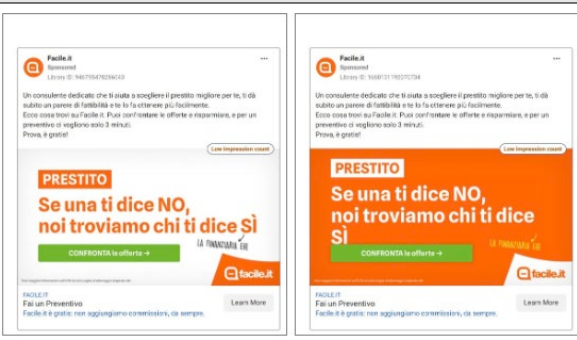 Facile.it
Sponsored
Un consulente dedicato che ti aiuta a scegliere il prestito migliore per te, ti dà
subito un parere di fattibilità e te lo fa ottenere più facilmente.
Ecco cosa trovi su Facile.it. Puoi confrontare le offerte e risparmiare, e per un
preventivo ci vogliono solo 3 minuti.
Prova, è gratis!
Low impression count
PRESTITO
Se una ti dice NO,
noi troviamo chi ti dice SÌ
LA FINANZIARIA CHE
CONFRONTA le offerte →
facile.it
FACILE.IT
Fai un Preventivo
Learn More
Facile.it è gratis: non aggiungiamo commissioni, da sempre.
Facile.it
Sponsored
Un consulente dedicato che ti aiuta a scegliere il prestito migliore per te, ti dà
subito un parere di fattibilità e te lo fa ottenere più facilmente.
Ecco cosa trovi su Facile.it. Puoi confrontare le offerte e risparmiare, e per un
preventivo ci vogliono solo 3 minuti.
Prova, è gratis!
Low impression count
PRESTITO
Se una ti dice NO,
noi troviamo chi ti dice
SÌ
LA FINANZIARIA CHE
CONFRONTA le offerte →
facile.it
FACILE.IT
Fai un Preventivo
Learn More
Facile.it è gratis: non aggiungiamo commissioni, da sempre.